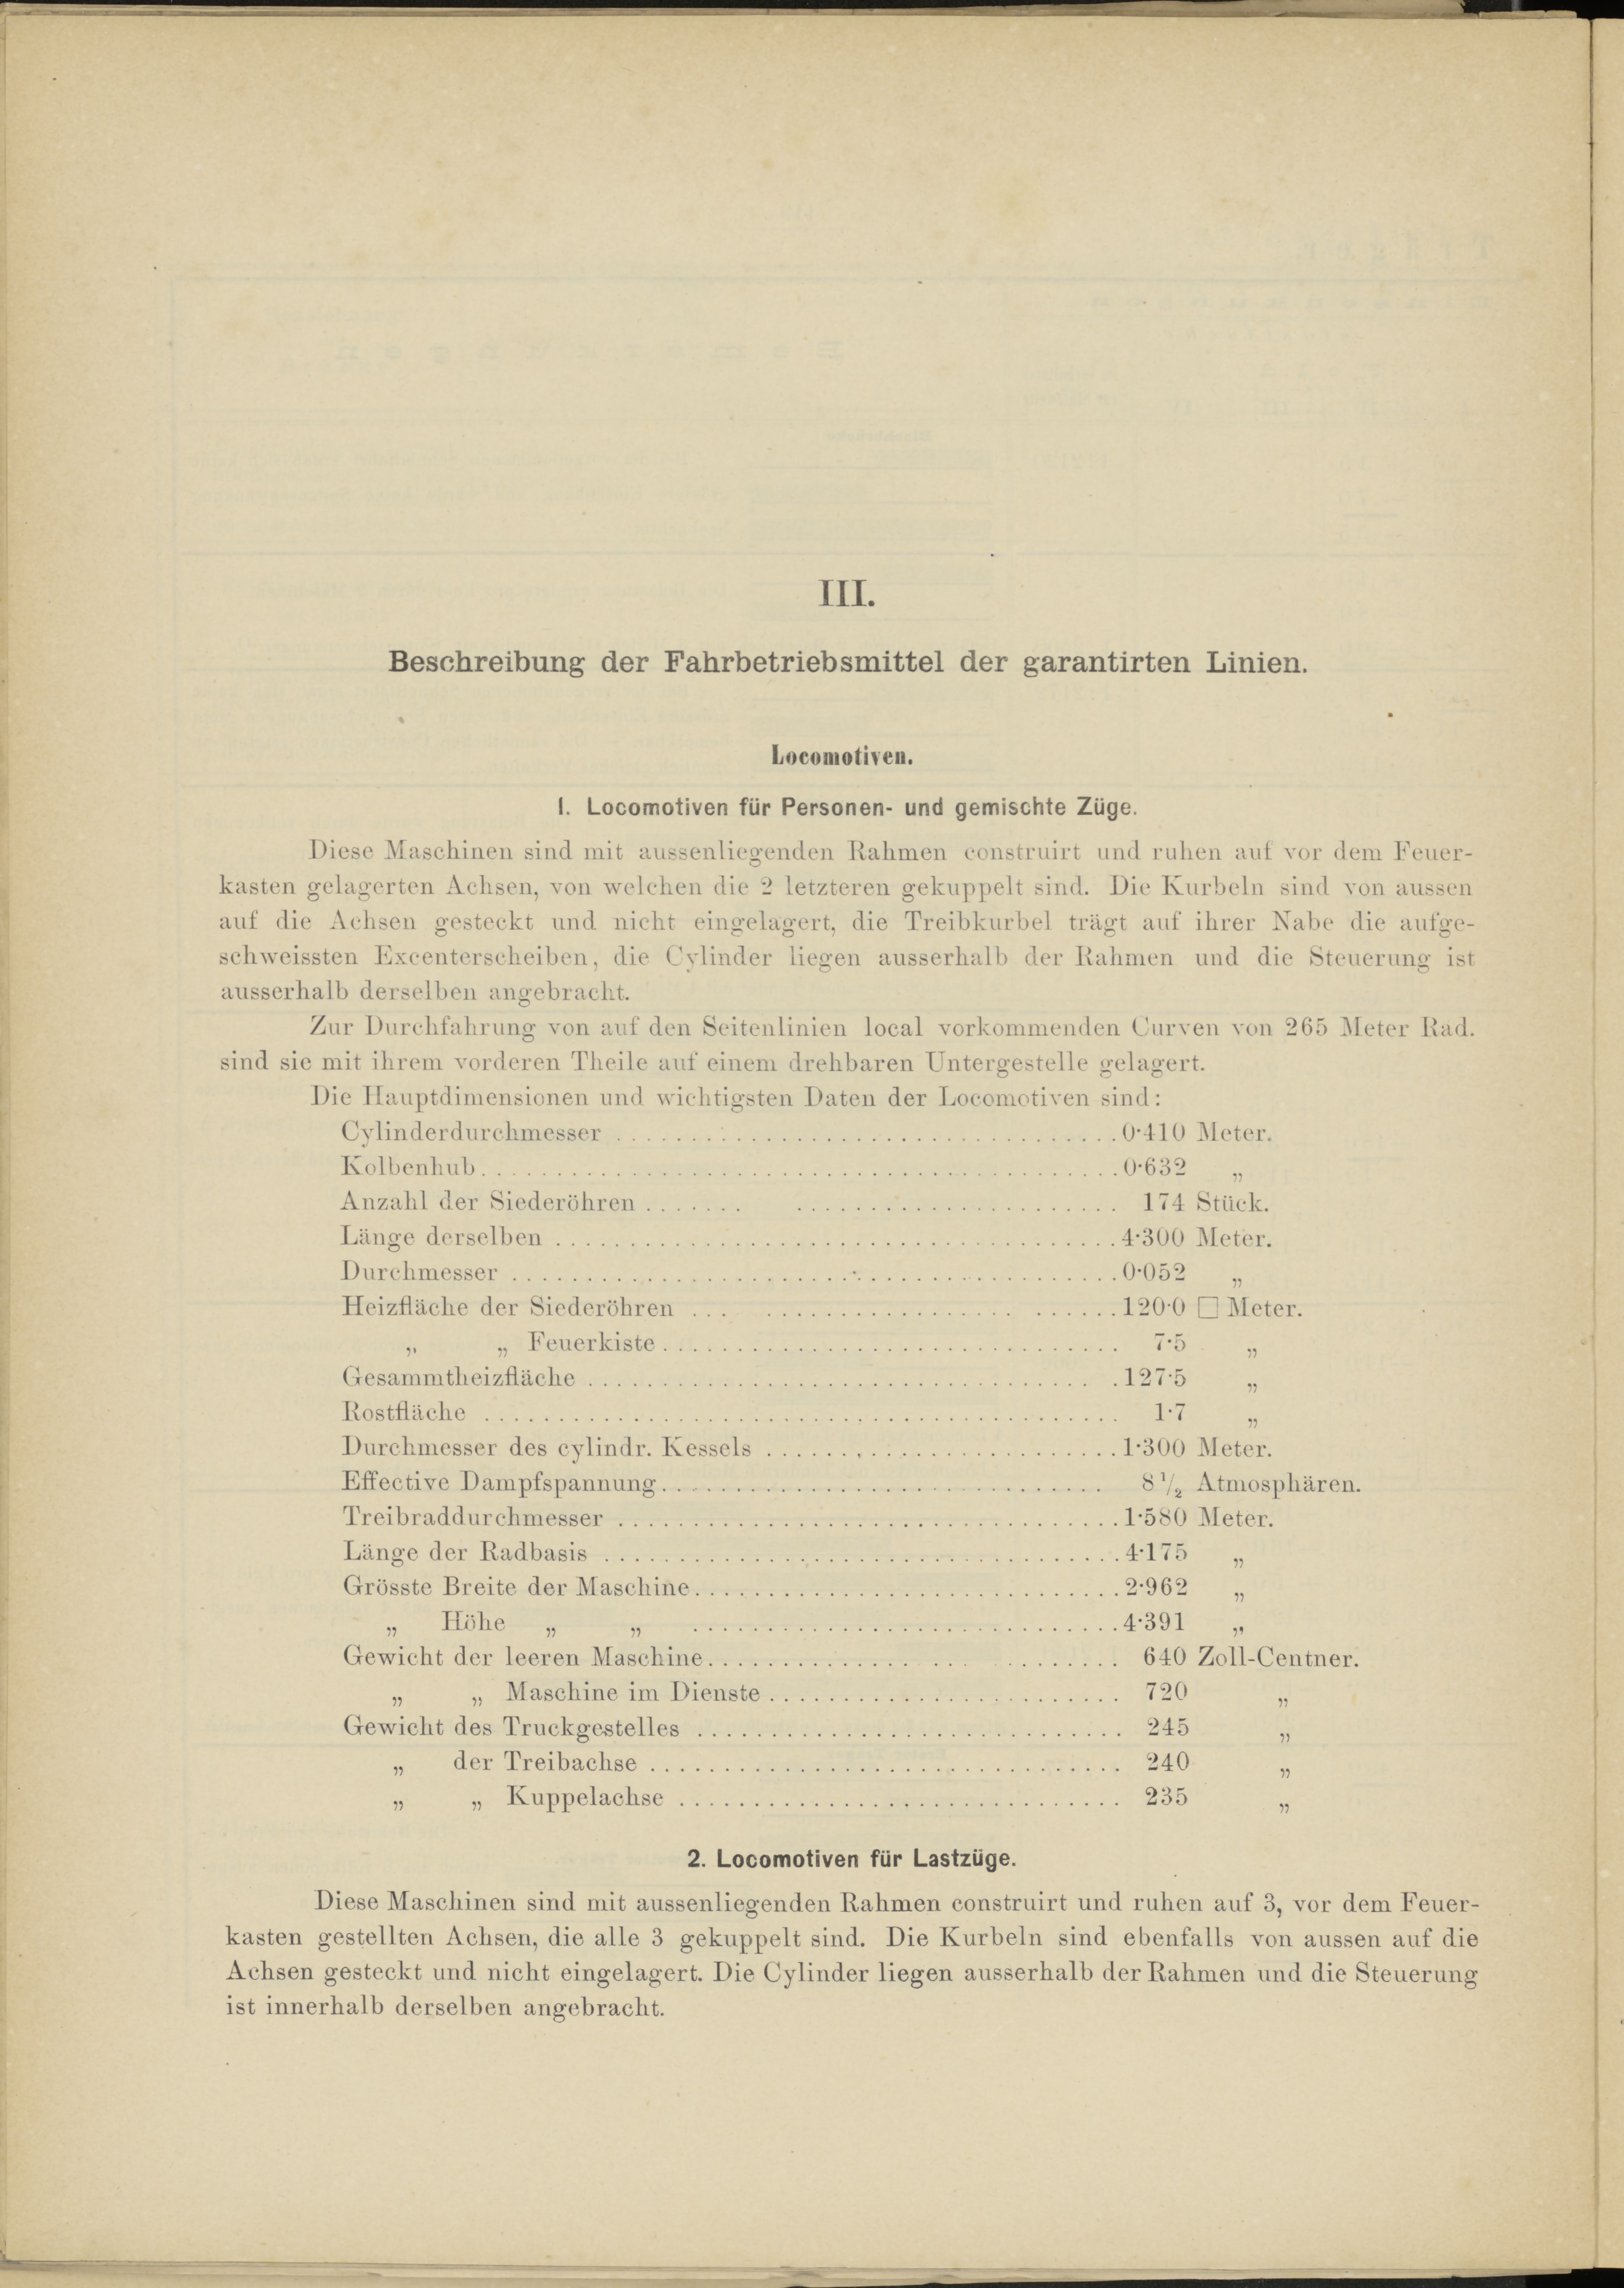 III.
Beschreibung der Fahrbetriebsmittel der garantirten Linien.
Locomotiven.
1. Locomotiven für Personen- und gemischte Züge.
Diese Maschinen sind mit aussenliegenden Rahmen construirt und ruhen auf vor dem Feuer-
kasten gelagerten Achsen, von welchen die 2 letzteren gekuppelt sind. Die Kurbeln sind von aussen
auf die Achsen gesteckt und nicht eingelagert, die Treibkurbel trägt auf ihrer Nabe die aufge-
schweissten Excenterscheiben, die Cylinder liegen ausserhalb der Rahmen und die Steuerung ist
ausserhalb derselben angebracht.
Zur Durchfahrung von auf den Seitenlinien local vorkommenden Curven von 265 Meter Rad.
sind sie mit ihrem vorderen Theile auf einem drehbaren Untergestelle gelagert.
Die Hauptdimensionen und wichtigsten Daten der Locomotiven sind:
Cylinderdurchmesser . . . . . . . . . . . . . . . . . . . . 0·410 Meter.
Kolbenhub . . . . . . . . . . . . . . . . . . . . 0·632 „
Anzahl der Siederöhren . . . . . . . . . . . . . . . . . . . . 174 Stück.
Länge derselben . . . . . . . . . . . . . . . . . . . . 4·300 Meter.
Durchmesser . . . . . . . . . . . . . . . . . . . . 0·052 „
Heizfläche der Siederöhren . . . . . . . . . . . . . . . . . . . . 120·0 □ Meter.
„ „ Feuerkiste . . . . . . . . . . . . . . . . . . . . 7·5 „
Gesammtheizfläche . . . . . . . . . . . . . . . . . . . . 127·5 „
Rostfläche . . . . . . . . . . . . . . . . . . . . 1·7 „
Durchmesser des cylindr. Kessels . . . . . . . . . . . . . . . . . . . . 1·300 Meter.
Effective Dampfspannung . . . . . . . . . . . . . . . . . . . . 8 1/2 Atmosphären.
Treibraddurchmesser . . . . . . . . . . . . . . . . . . . . 1·580 Meter.
Länge der Radbasis . . . . . . . . . . . . . . . . . . . . 4·175 „
Grösste Breite der Maschine . . . . . . . . . . . . . . . . . . . . 2·962 „
„ Höhe „ „ . . . . . . . . . . . . . . . . . . . . 4·391 „
Gewicht der leeren Maschine . . . . . . . . . . . . . . . . . . . . 640 Zoll-Centner.
„ „ Maschine im Dienste . . . . . . . . . . . . . . . . . . . . 720 „
Gewicht des Truckgestelles . . . . . . . . . . . . . . . . . . . . 245 „
„ der Treibachse . . . . . . . . . . . . . . . . . . . . 240 „
„ „ Kuppelachse . . . . . . . . . . . . . . . . . . . . 235 „
2. Locomotiven für Lastzüge.
Diese Maschinen sind mit aussenliegenden Rahmen construirt und ruhen auf 3, vor dem Feuer-
kasten gestellten Achsen, die alle 3 gekuppelt sind. Die Kurbeln sind ebenfalls von aussen auf die
Achsen gesteckt und nicht eingelagert. Die Cylinder liegen ausserhalb der Rahmen und die Steuerung
ist innerhalb derselben angebracht.